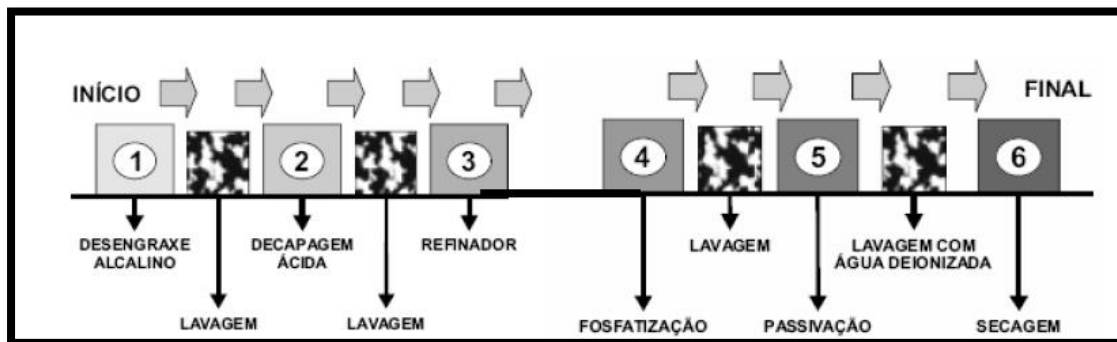 INÍCIO
FINAL
1
2
3
4
5
6
DESENGRAXE
ALCALINO
LAVAGEM
DECAPAGEM
ÁCIDA
LAVAGEM
REFINADOR
FOSFATIZAÇÃO
LAVAGEM
PASSIVAÇÃO
LAVAGEM COM
ÁGUA DEIONIZADA
SECAGEM